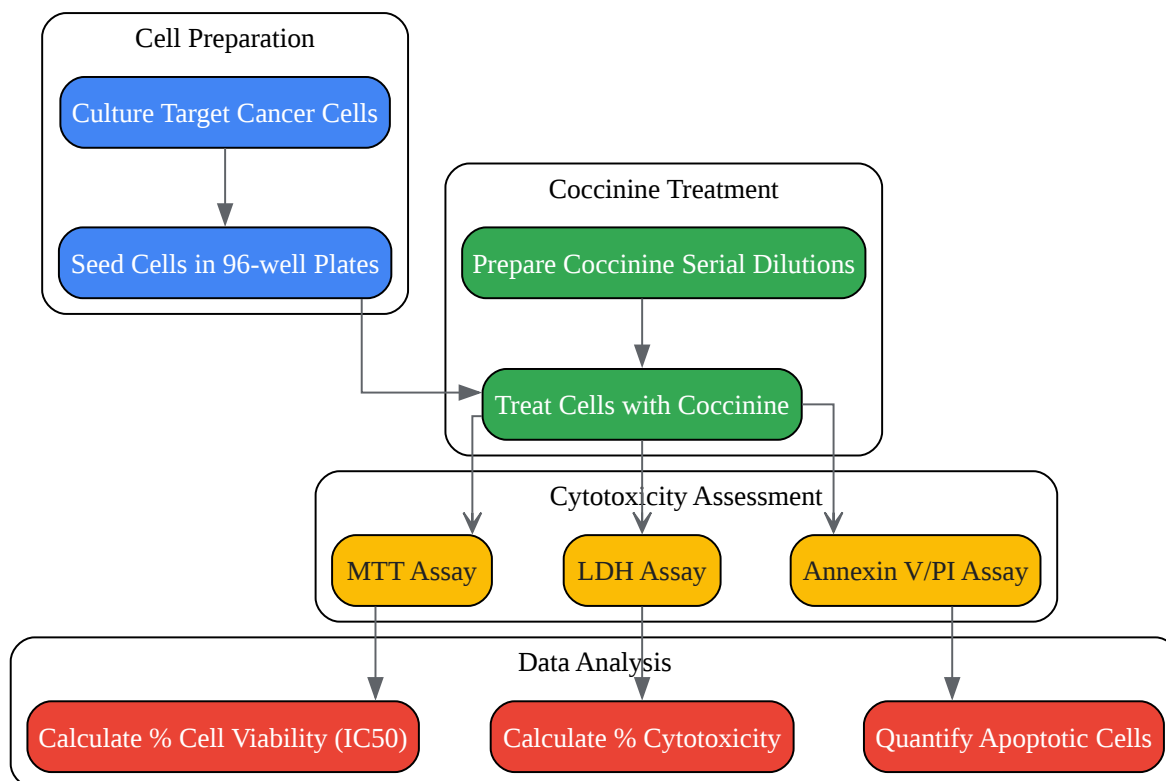 Cell Preparation
Culture Target Cancer Cells
Seed Cells in 96-well Plates
Coccinine Treatment
Prepare Coccinine Serial Dilutions
Treat Cells with Coccinine
Cytotoxicity Assessment
MTT Assay
LDH Assay
Annexin V/PI Assay
Data Analysis
Calculate % Cell Viability (IC50)
Calculate % Cytotoxicity
Quantify Apoptotic Cells